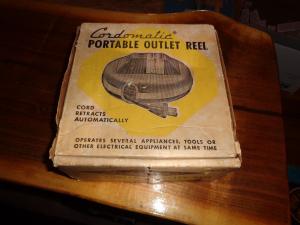 Cordomatic®
PORTABLE OUTLET REEL
CORD
RETRACTS
AUTOMATICALLY
OPERATES SEVERAL APPLIANCES, TOOLS OR
OTHER ELECTRICAL EQUIPMENT AT SAME TIME